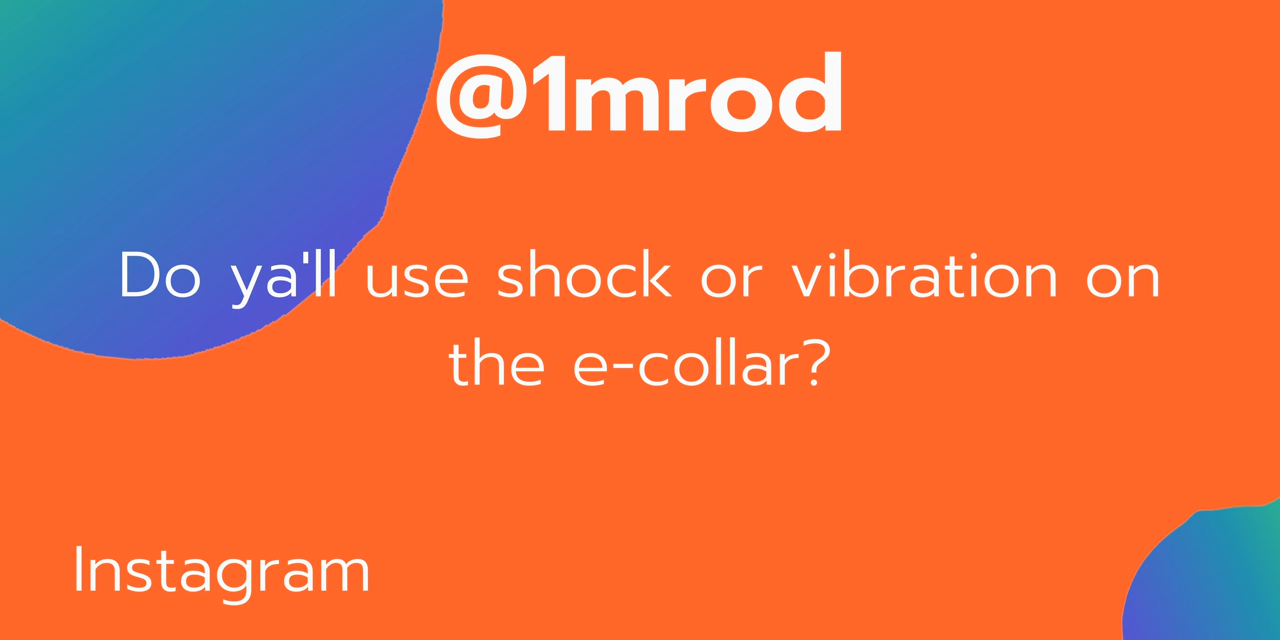 @1mrod
Do ya'll use shock or vibration on
the e-collar?
Instagram